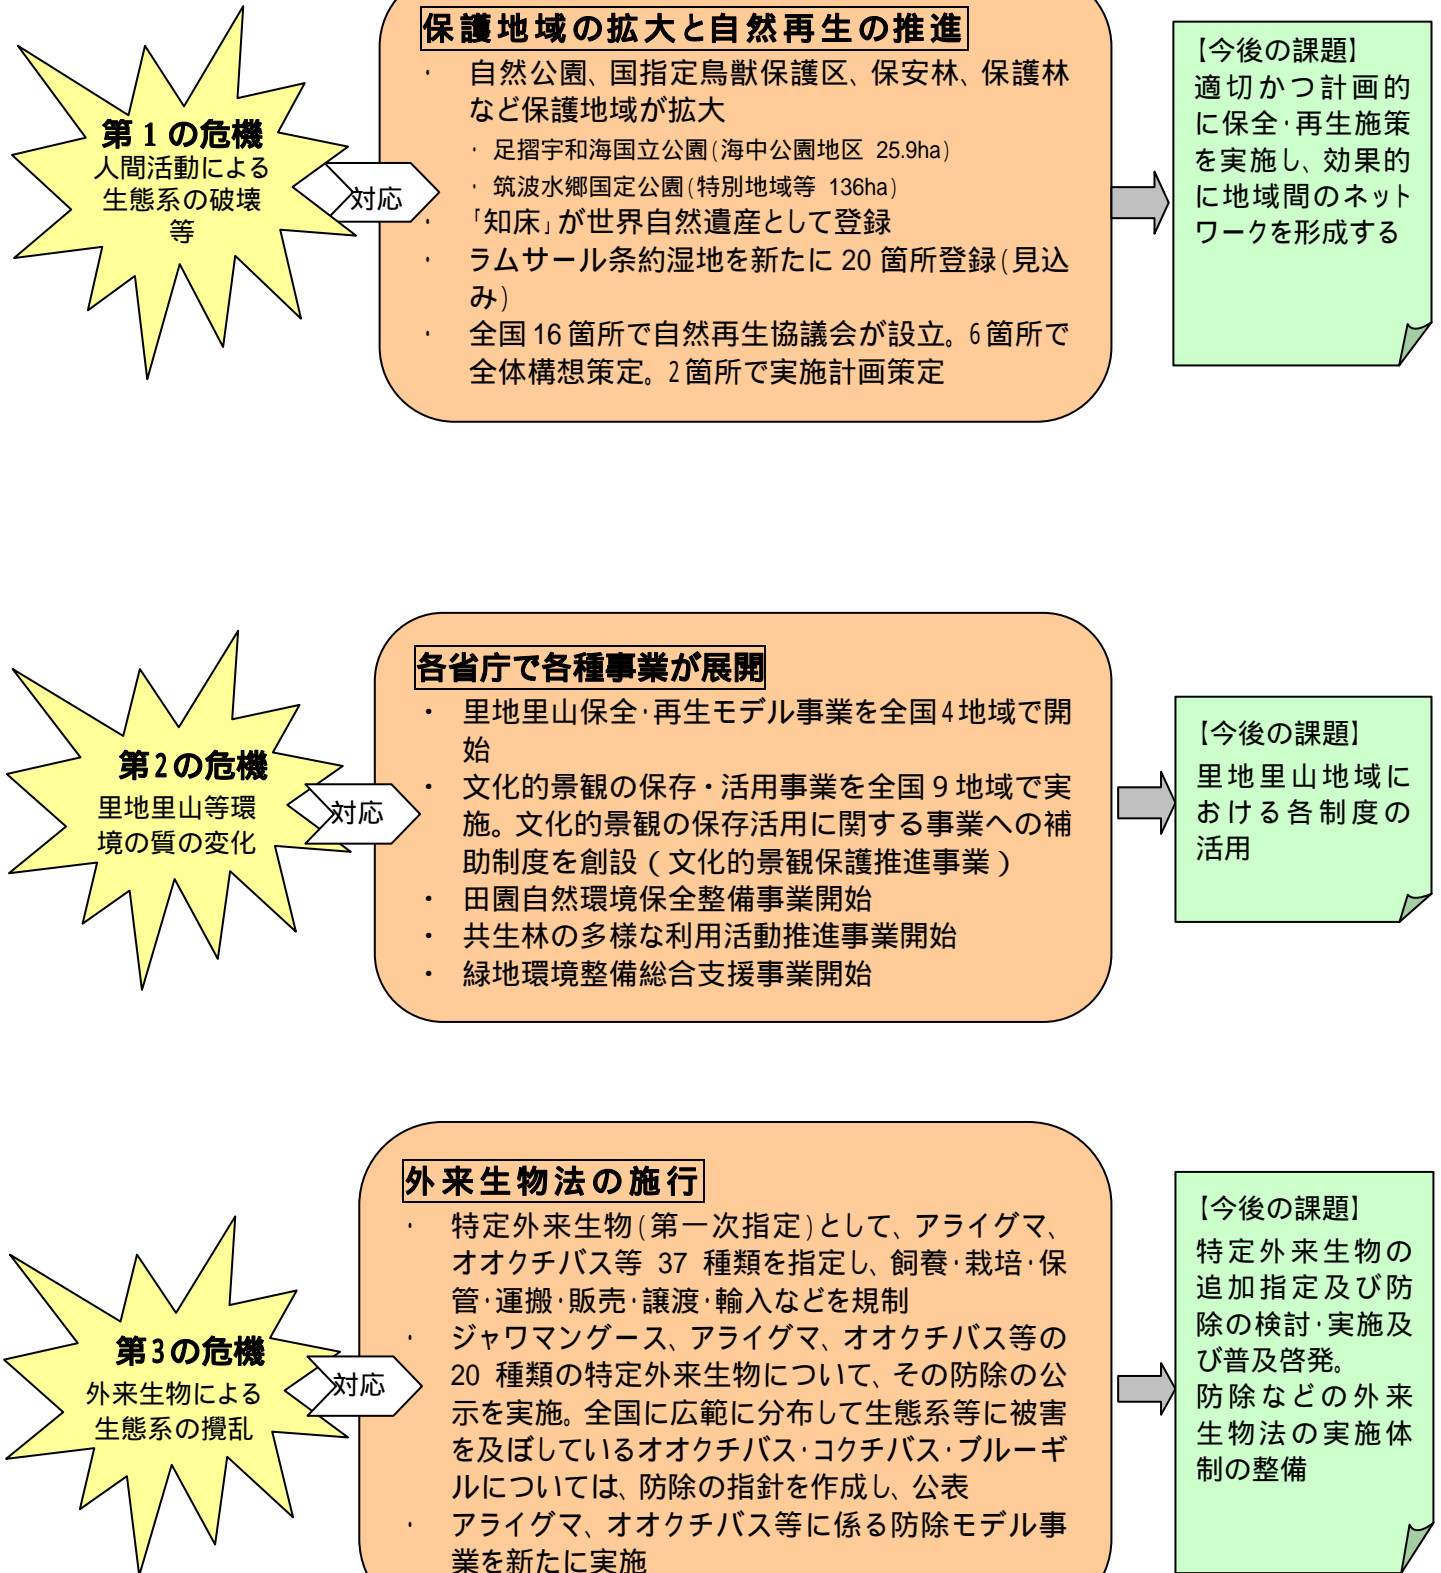 第1の危機
人間活動による
生態系の破壊
等
対応
保護地域の拡大と自然再生の推進
・ 自然公園、国指定鳥獣保護区、保安林、保護林
など保護地域が拡大
・ 足摺宇和海国立公園(海中公園地区 25.9ha)
・ 筑波水郷国定公園(特別地域等 136ha)
・ 「知床」が世界自然遺産として登録
・ ラムサール条約湿地を新たに 20 箇所登録(見込
み)
・ 全国 16 箇所で自然再生協議会が設立。6箇所で
全体構想策定。2箇所で実施計画策定
【今後の課題】
適切かつ計画的
に保全・再生施策
を実施し、効果的
に地域間のネット
ワークを形成する
第2の危機
里地里山等環
境の質の変化
対応
各省庁で各種事業が展開
・ 里地里山保全・再生モデル事業を全国4地域で開
始
・ 文化的景観の保存・活用事業を全国9地域で実
施。文化的景観の保存活用に関する事業への補
助制度を創設(文化的景観保護推進事業)
・ 田園自然環境保全整備事業開始
・ 共生林の多様な利用活動推進事業開始
・ 緑地環境整備総合支援事業開始
【今後の課題】
里地里山地域に
おける各制度の
活用
第3の危機
外来生物による
生態系の攪乱
対応
外来生物法の施行
・ 特定外来生物(第一次指定)として、アライグマ、
オオクチバス等 37 種類を指定し、飼養・栽培・保
管・運搬・販売・譲渡・輸入などを規制
・ ジャワマングース、アライグマ、オオクチバス等の
20 種類の特定外来生物について、その防除の公
示を実施。全国に広範に分布して生態系等に被害
を及ぼしているオオクチバス・コクチバス・ブルーギ
ルについては、防除の指針を作成し、公表
・ アライグマ、オオクチバス等に係る防除モデル事
業を新たに実施
【今後の課題】
特定外来生物の
追加指定及び防
除の検討・実施及
び普及啓発。
防除などの外来
生物法の実施体
制の整備